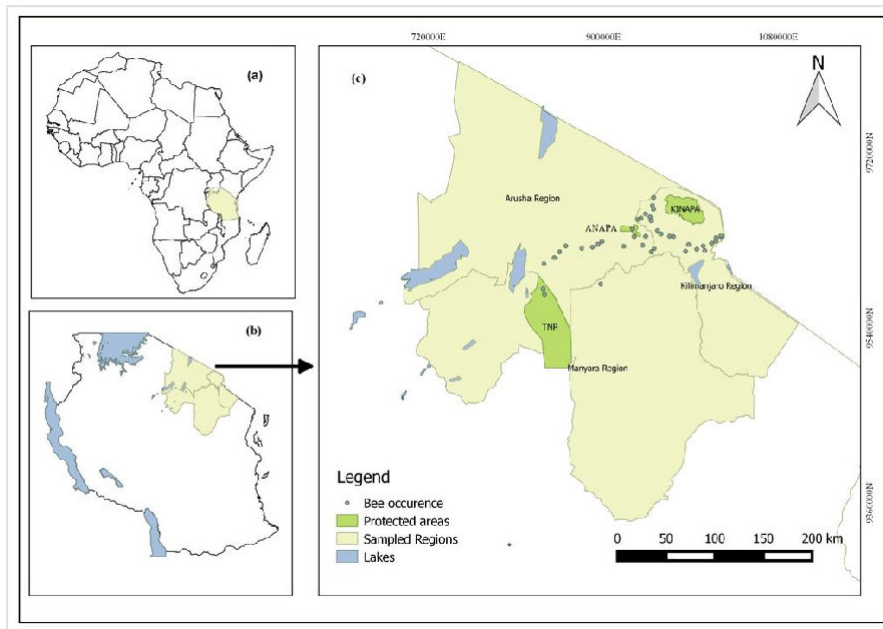 (a)
(b)
(c)
720000E
900000E
1080000E
N
9720000N
9540000N
9360000N
Arusha Region
KINAPA
ANAPA
Kilimanjaro Region
TNP
Manyara Region
Legend
Bee occurence
Protected areas
Sampled Regions
Lakes
0 50 100 150 200 km